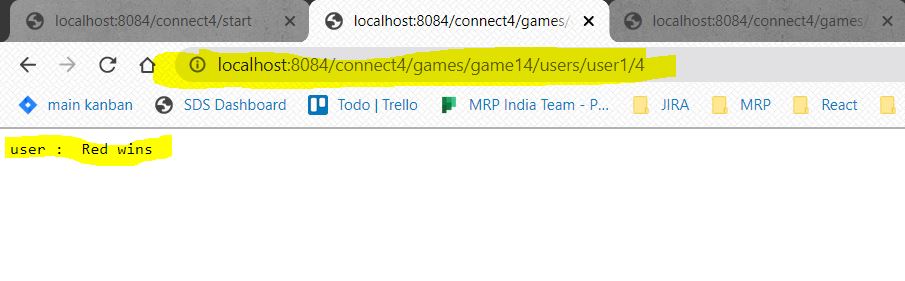 localhost:8084/connect4/start
localhost:8084/connect4/games/
localhost:8084/connect4/games/
localhost:8084/connect4/games/game14/users/user1/4
main kanban SDS Dashboard Todo | Trello MRP India Team - P... JIRA MRP React
user :  Red wins